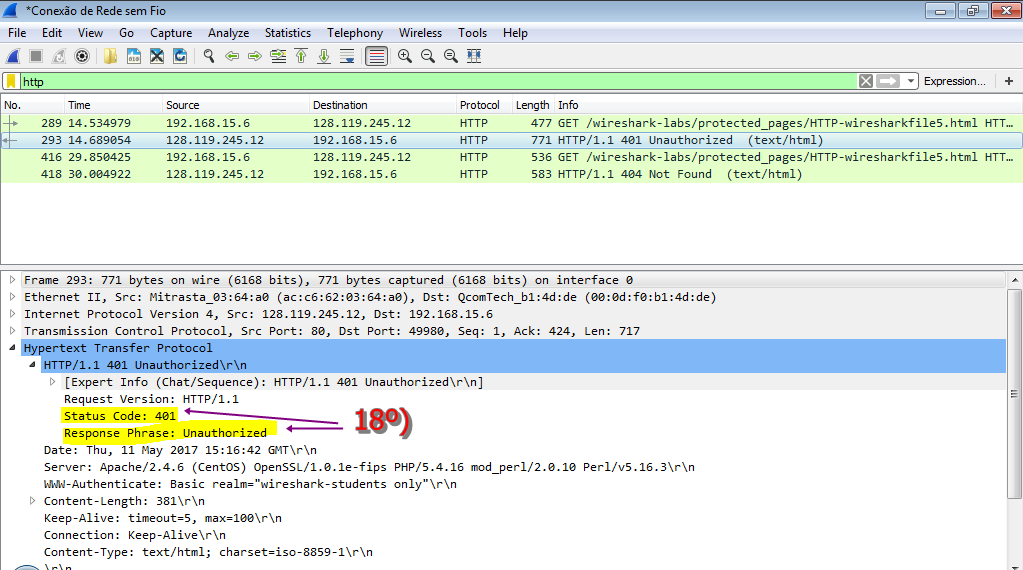 *Conexão de Rede sem Fio
File Edit View Go Capture Analyze Statistics Telephony Wireless Tools Help
http Expression... +
No. Time Source Destination Protocol Length Info
289 14.534979 192.168.15.6 128.119.245.12 HTTP 477 GET /wireshark-labs/protected_pages/HTTP-wiresharkfile5.html HTT…
293 14.689054 128.119.245.12 192.168.15.6 HTTP 771 HTTP/1.1 401 Unauthorized (text/html)
416 29.850425 192.168.15.6 128.119.245.12 HTTP 536 GET /wireshark-labs/protected_pages/HTTP-wiresharkfile5.html HTT…
418 30.004922 128.119.245.12 192.168.15.6 HTTP 583 HTTP/1.1 404 Not Found (text/html)
Frame 293: 771 bytes on wire (6168 bits), 771 bytes captured (6168 bits) on interface 0
Ethernet II, Src: Mitrasta_03:64:a0 (ac:c6:62:03:64:a0), Dst: QcomTech_b1:4d:de (00:0d:f0:b1:4d:de)
Internet Protocol Version 4, Src: 128.119.245.12, Dst: 192.168.15.6
Transmission Control Protocol, Src Port: 80, Dst Port: 49980, Seq: 1, Ack: 424, Len: 717
Hypertext Transfer Protocol
HTTP/1.1 401 Unauthorized\r\n
[Expert Info (Chat/Sequence): HTTP/1.1 401 Unauthorized\r\n]
Request Version: HTTP/1.1
Status Code: 401
18º)
Response Phrase: Unauthorized
Date: Thu, 11 May 2017 15:16:42 GMT\r\n
Server: Apache/2.4.6 (CentOS) OpenSSL/1.0.1e-fips PHP/5.4.16 mod_perl/2.0.10 Perl/v5.16.3\r\n
WWW-Authenticate: Basic realm="wireshark-students only"\r\n
Content-Length: 381\r\n
Keep-Alive: timeout=5, max=100\r\n
Connection: Keep-Alive\r\n
Content-Type: text/html; charset=iso-8859-1\r\n
\r\n